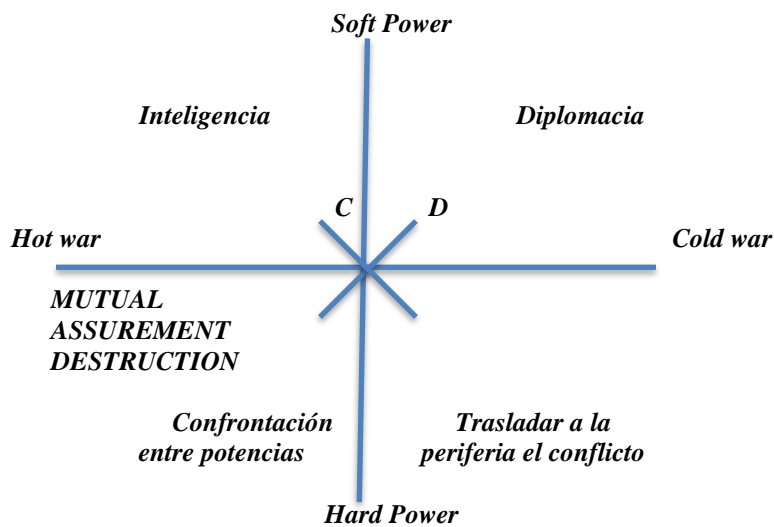 Soft Power
Inteligencia
Diplomacia
C
D
Hot war
Cold war
MUTUAL
ASSUREMENT
DESTRUCTION
Confrontación
entre potencias
Trasladar a la
periferia el conflicto
Hard Power